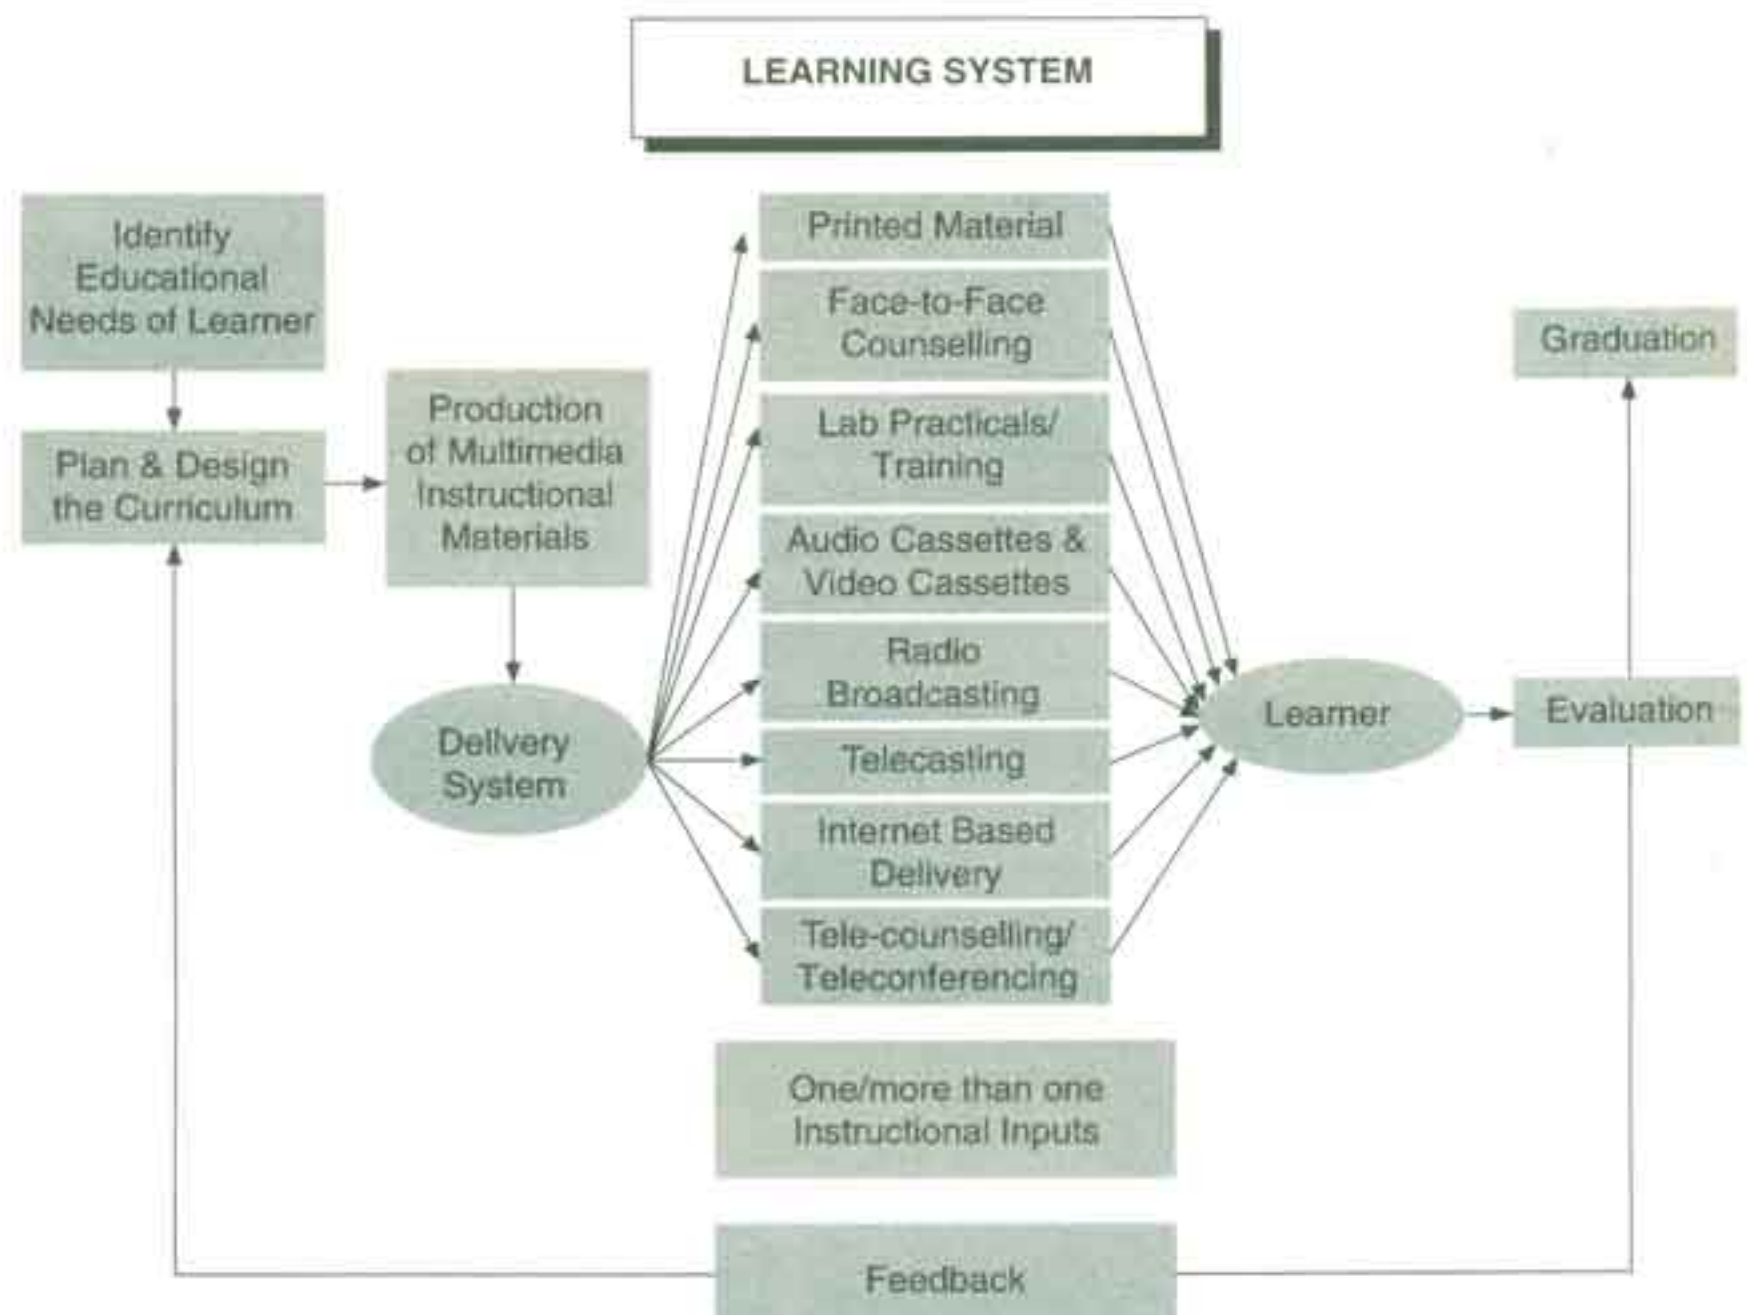 LEARNING SYSTEM
Identify
Educational
Needs of Learner
Plan & Design
the Curriculum
Production
of Multimedia
Instructional
Materials
Delivery
System
Printed Material
Face-to-Face
Counselling
Lab Practicals/
Training
Audio Cassettes &
Video Cassettes
Radio
Broadcasting
Telecasting
Internet Based
Delivery
Tele-counselling/
Teleconferencing
One/more than one
Instructional Inputs
Feedback
Learner
Evaluation
Graduation